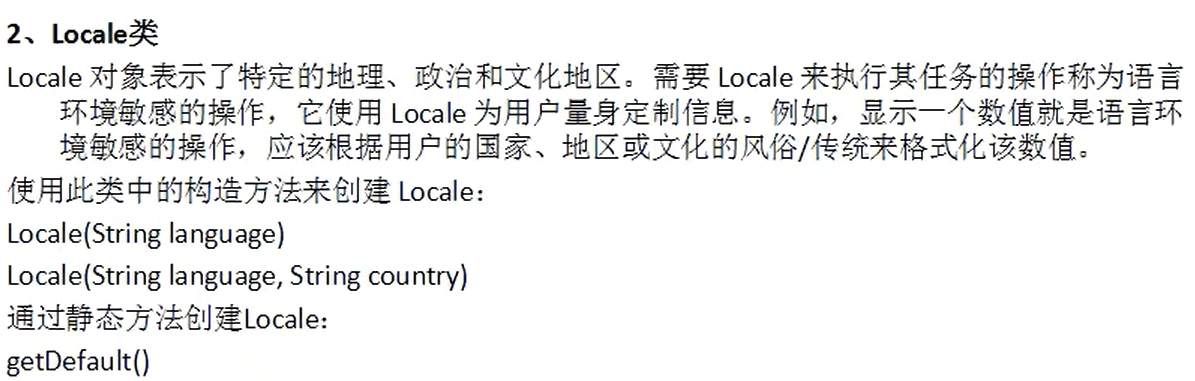 2、Locale类
Locale 对象表示了特定的地理、政治和文化地区。需要 Locale 来执行其任务的操作称为语言
环境敏感的操作，它使用 Locale 为用户量身定制信息。例如，显示一个数值就是语言环
境敏感的操作，应该根据用户的国家、地区或文化的风俗/传统来格式化该数值。
使用此类中的构造方法来创建 Locale：
Locale(String language)
Locale(String language, String country)
通过静态方法创建Locale：
getDefault()